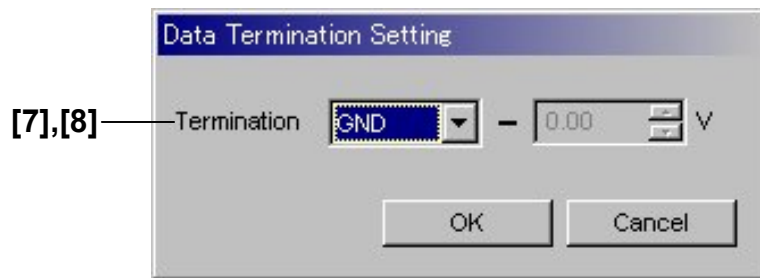 Data Termination Setting
[7],[8] Termination GND – 0.00 V
OK Cancel